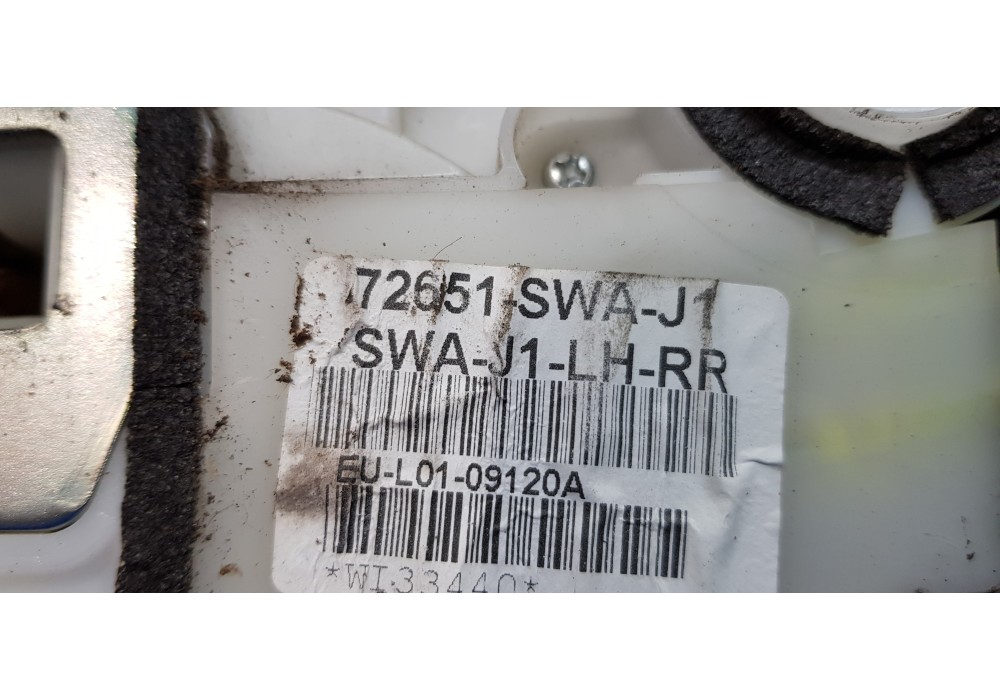 72651-SWA-J1
/SWA-J1-LH-RR
EU-L01-09120A
*WI33440*